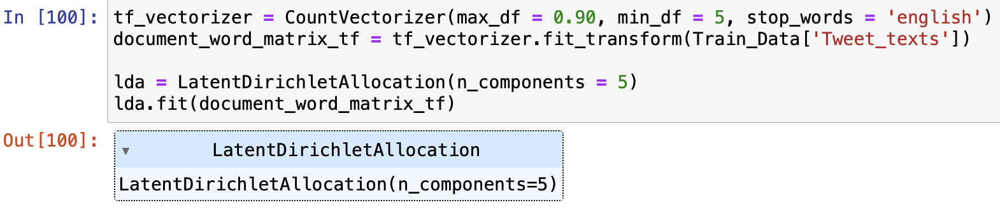 In [100]: tf_vectorizer = CountVectorizer(max_df = 0.90, min_df = 5, stop_words = 'english')
document_word_matrix_tf = tf_vectorizer.fit_transform(Train_Data['Tweet_texts'])
lda = LatentDirichletAllocation(n_components = 5)
lda.fit(document_word_matrix_tf)
Out[100]:
▼ LatentDirichletAllocation
LatentDirichletAllocation(n_components=5)